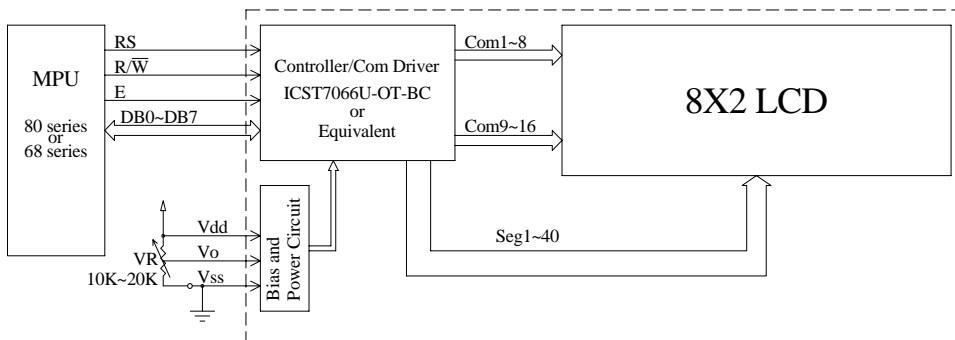 MPU
80 series
or
68 series
RS
R/W̅
E
DB0~DB7
Controller/Com Driver
ICST7066U-OT-BC
or
Equivalent
Com1~8
Com9~16
8X2 LCD
Seg1~40
Vdd
Vo
Vss
VR
10K~20K
Bias and
Power Circuit